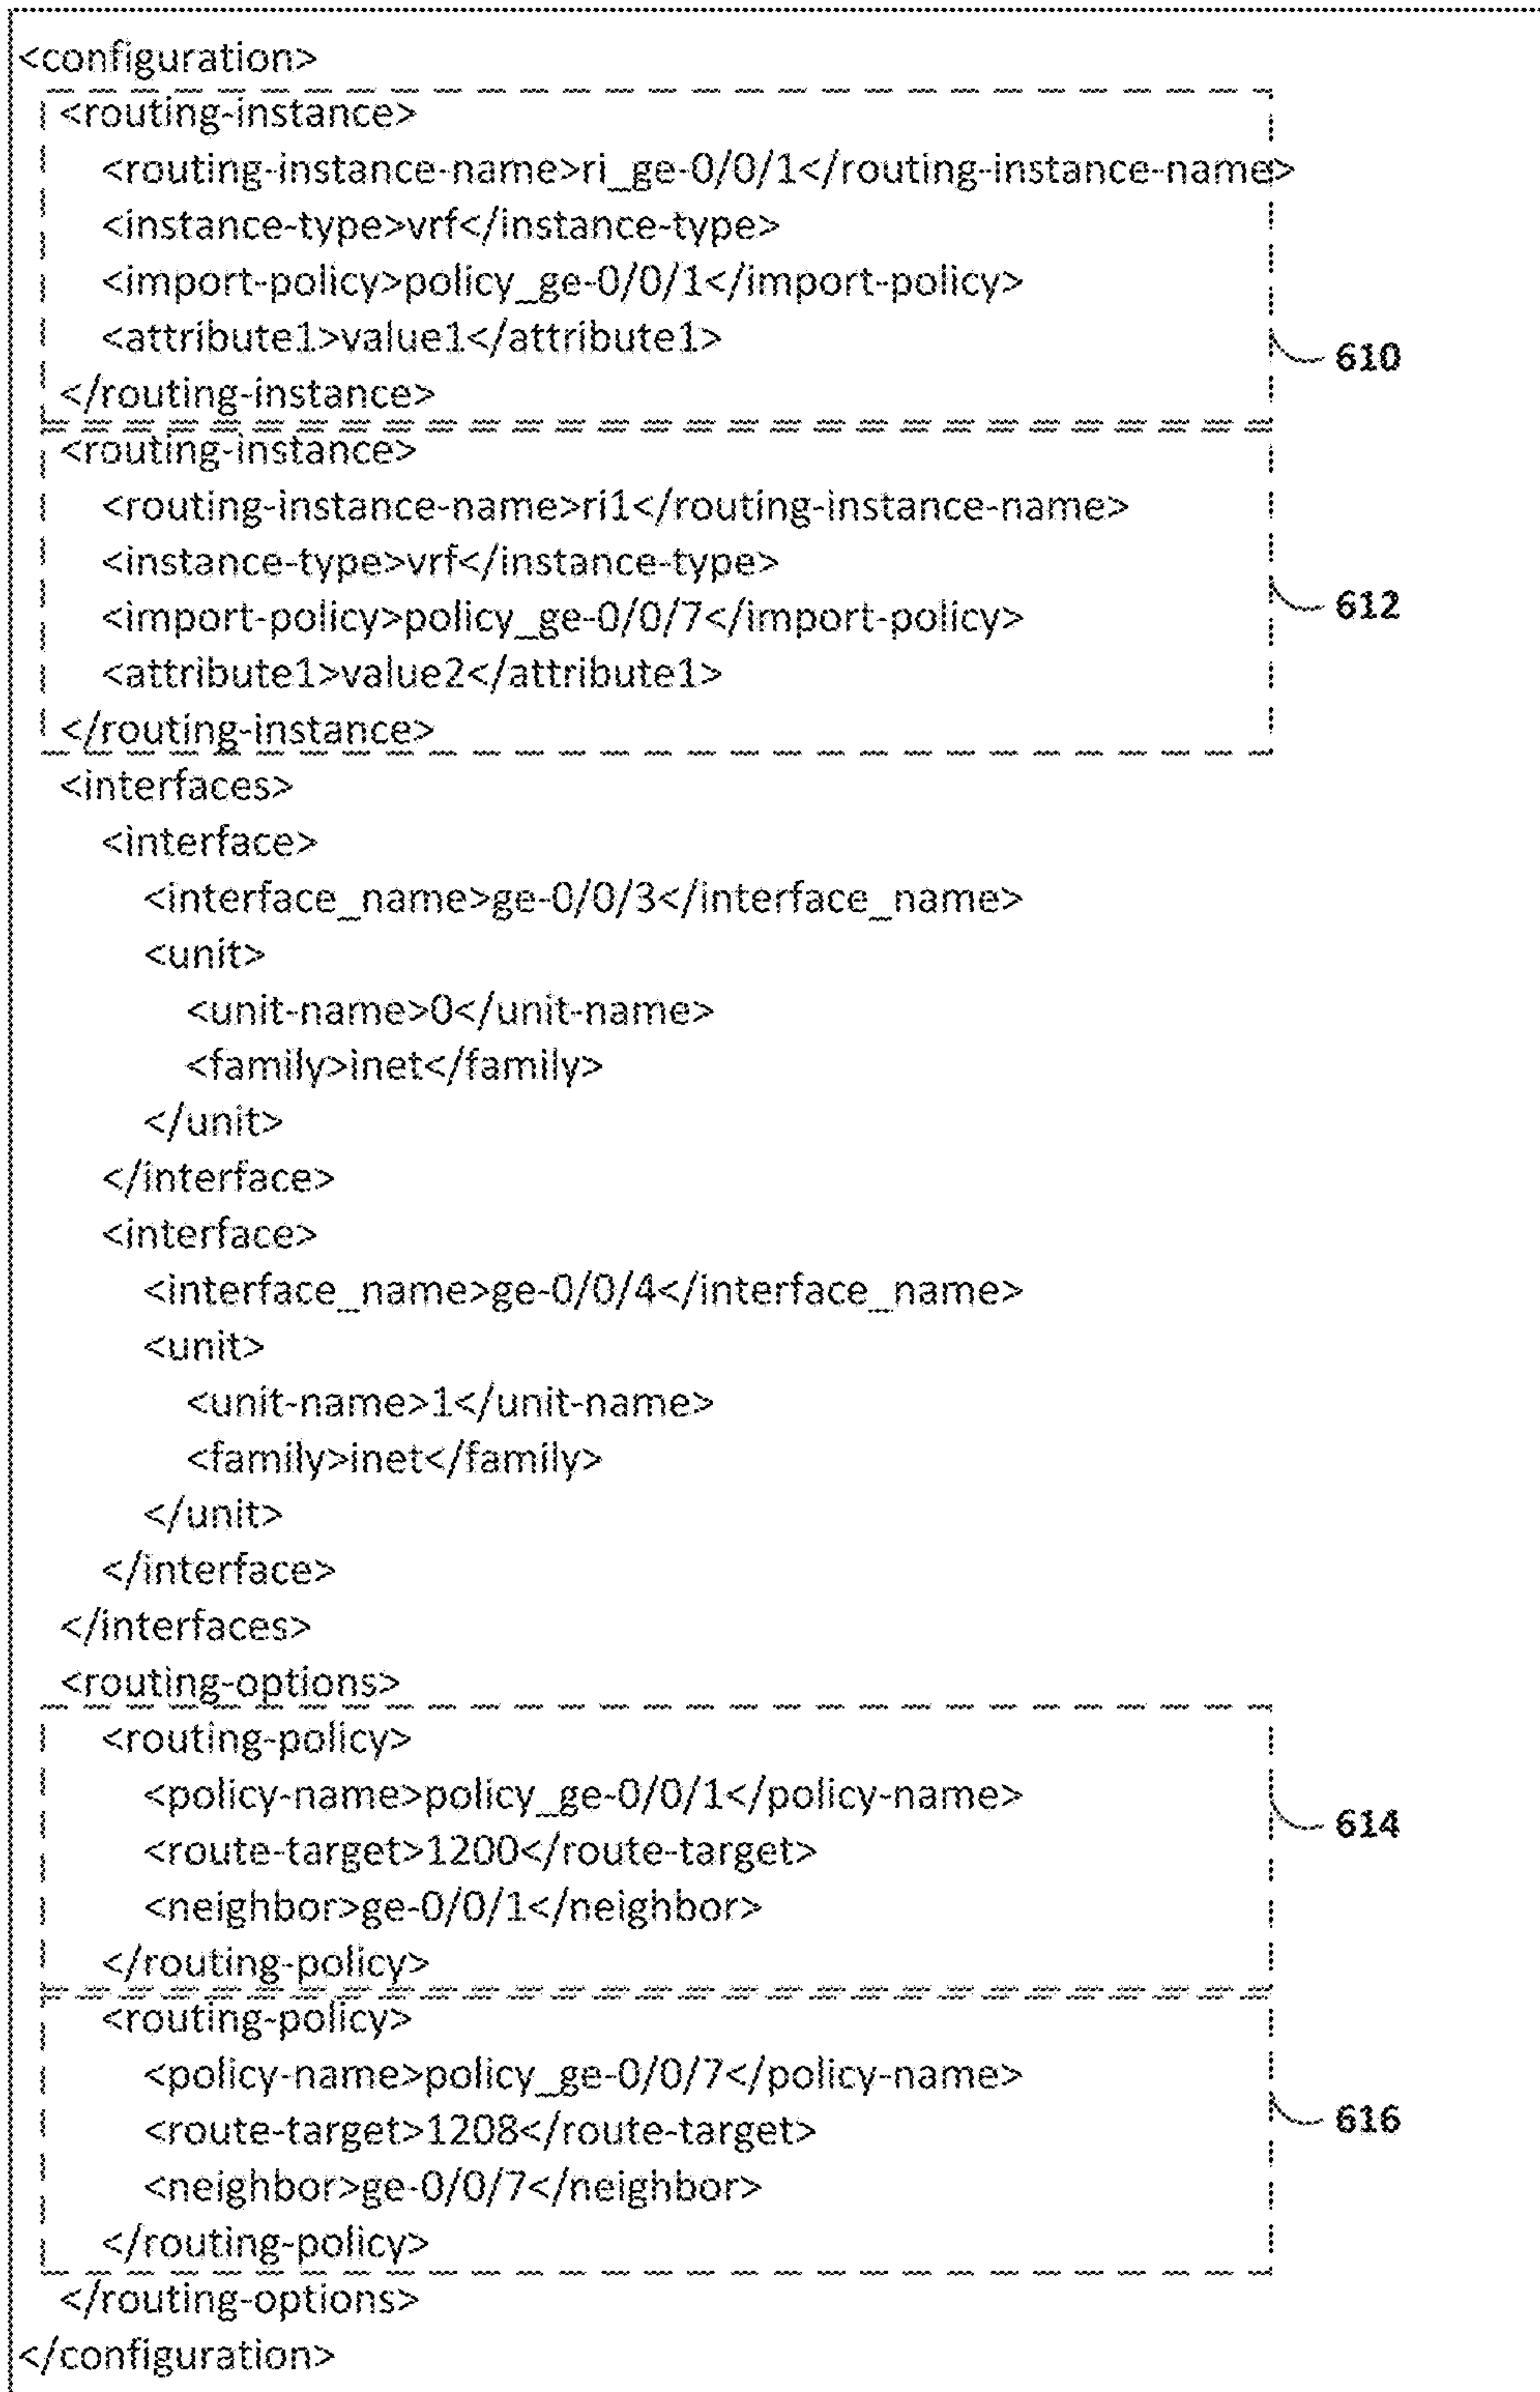 <configuration>
<routing-instance>
<routing-instance-name>ri_ge-0/0/1</routing-instance-name>
<instance-type>vrf</instance-type>
<import-policy>policy_ge-0/0/1</import-policy>
<attribute1>value1</attribute1>
610
</routing-instance>
<routing-instance>
<routing-instance-name>ri1</routing-instance-name>
<instance-type>vrf</instance-type>
612
<import-policy>policy_ge-0/0/7</import-policy>
<attribute1>value2</attribute1>
</routing-instance>
<interfaces>
<interface>
<interface_name>ge-0/0/3</interface_name>
<unit>
<unit-name>0</unit-name>
<family>inet</family>
</unit>
</interface>
<interface>
<interface_name>ge-0/0/4</interface_name>
<unit>
<unit-name>1</unit-name>
<family>inet</family>
</unit>
</interface>
</interfaces>
<routing-options>
<routing-policy>
<policy-name>policy_ge-0/0/1</policy-name>
614
<route-target>1200</route-target>
<neighbor>ge-0/0/1</neighbor>
</routing-policy>
<routing-policy>
<policy-name>policy_ge-0/0/7</policy-name>
616
<route-target>1208</route-target>
<neighbor>ge-0/0/7</neighbor>
</routing-policy>
</routing-options>
</configuration>